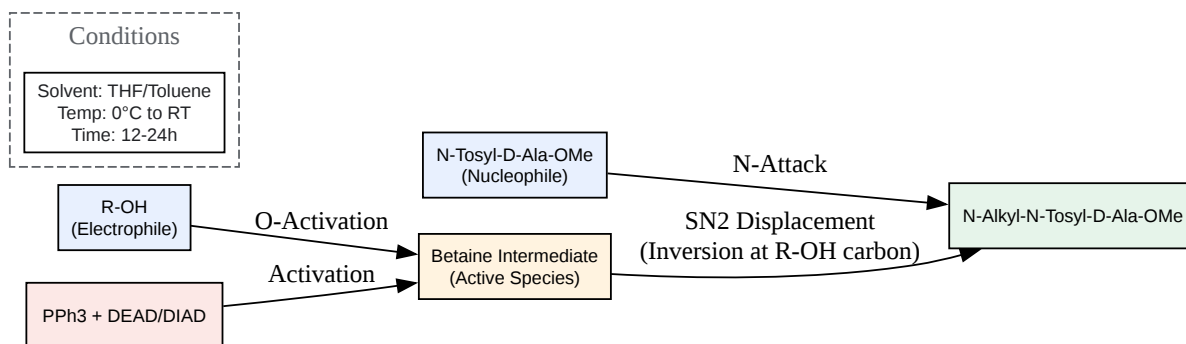 Conditions
Solvent: THF/Toluene
Temp: 0°C to RT
Time: 12-24h
N-Tosyl-D-Ala-OMe
(Nucleophile)
N-Attack
R-OH
(Electrophile)
O-Activation
SN2 Displacement
(Inversion at R-OH carbon)
N-Alkyl-N-Tosyl-D-Ala-OMe
Betaine Intermediate
(Active Species)
Activation
PPh3 + DEAD/DIAD